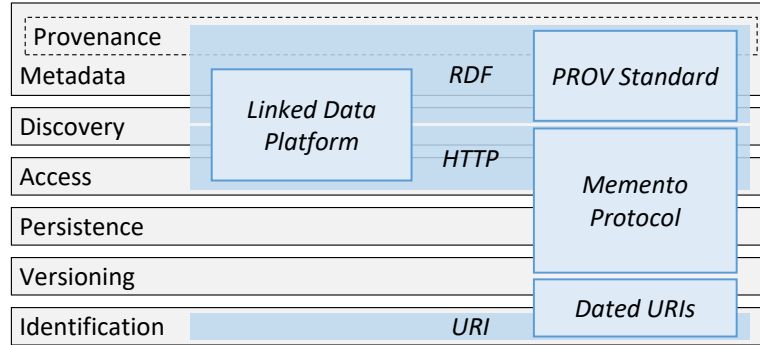 Provenance
Metadata
RDF
PROV Standard
Linked Data
Platform
Discovery
HTTP
Access
Memento
Protocol
Persistence
Versioning
Dated URIs
Identification
URI